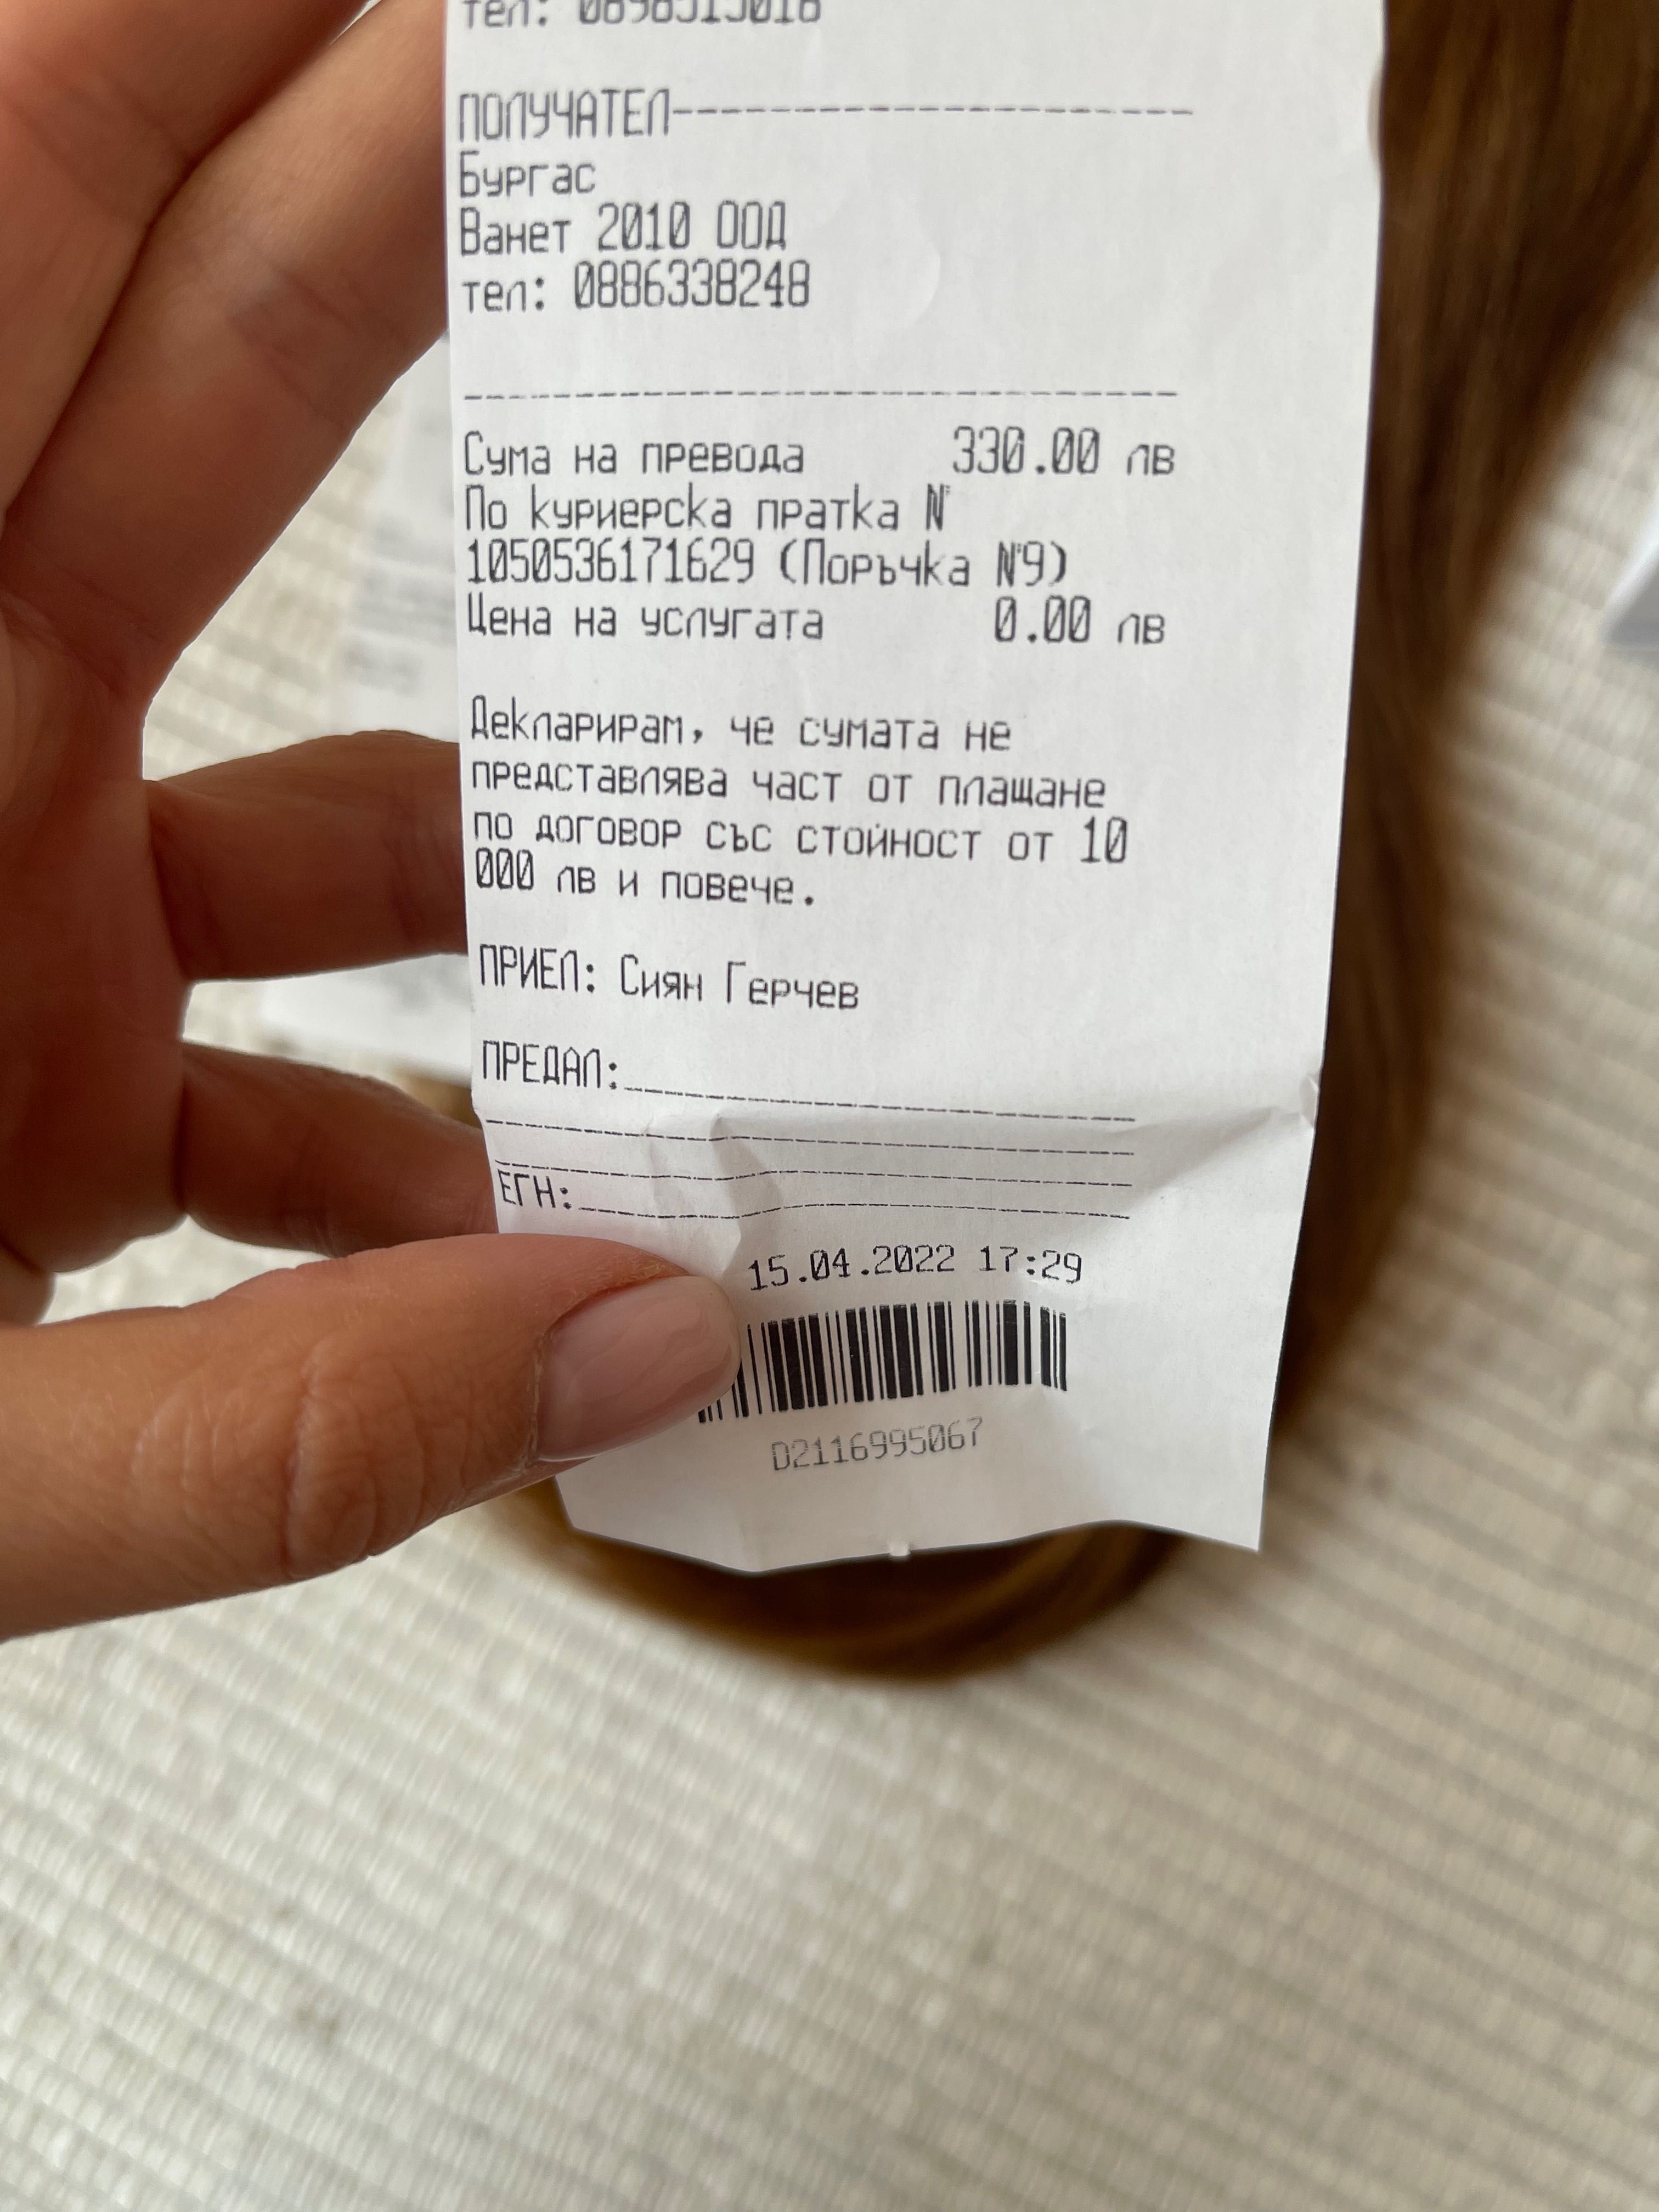 тел: 0898515018
ПОЛУЧАТЕЛ----------------------
Бургас
Ванет 2010 ООД
тел: 0886338248
Сума на превода 330.00 лв
По куриерска пратка №
1050536171629 (Поръчка №9)
Цена на услугата 0.00 лв
Декларирам, че сумата не
представлява част от плащане
по договор със стойност от 10
000 лв и повече.
ПРИЕЛ: Сиян Герчев
ПРЕДАЛ:
ЕГН:
15.04.2022 17:29
D2116995067